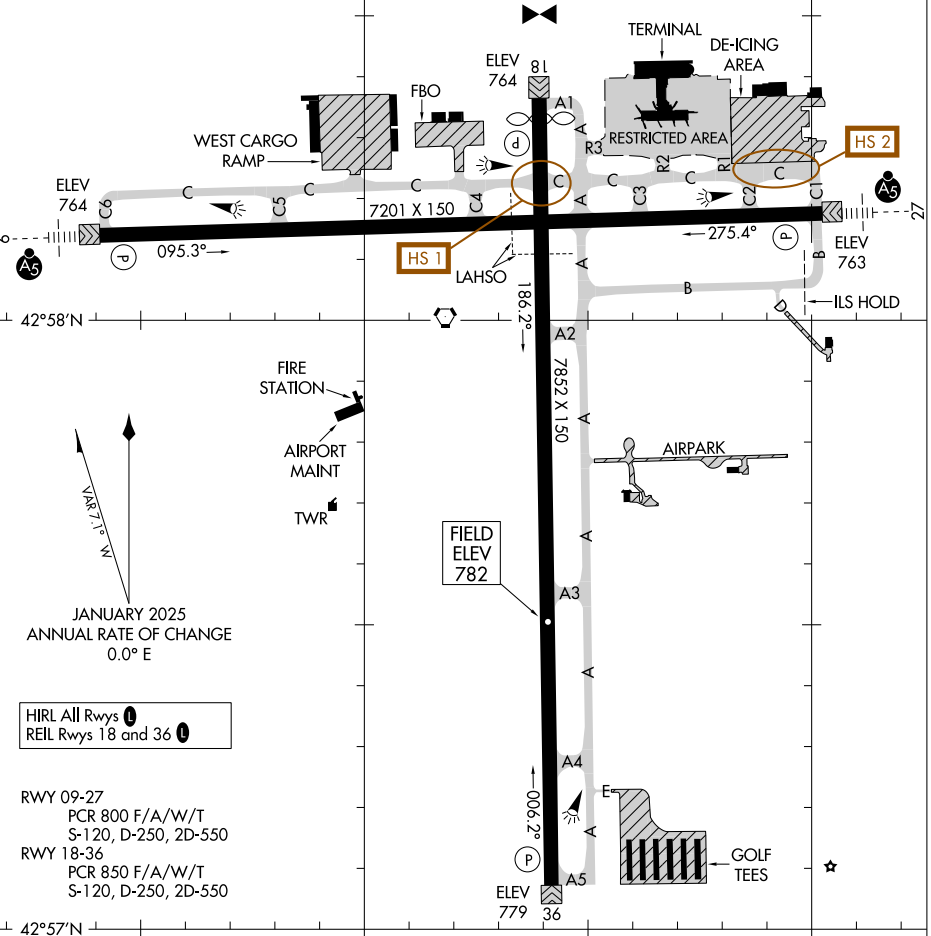 TERMINAL
DE-ICING
AREA
ELEV
764
18
FBO
A1
A
WEST CARGO
RAMP
P
R3
RESTRICTED AREA
R2
R1
HS 2
ELEV
764
C
C
C
C
C
C
C
A5
C6
C5
C4
7201 X 150
A
C3
C2
C1
27
9
P
095.3°
HS 1
275.4°
P
ELEV
763
A5
LAHSO
A
B
B
ILS HOLD
186.2°
D
42°58'N
A2
7852 X 150
FIRE
STATION
A
AIRPORT
MAINT
AIRPARK
VAR 7.1° W
TWR
FIELD
ELEV
782
A
A3
JANUARY 2025
ANNUAL RATE OF CHANGE
0.0° E
A
HIRL All Rwys L
REIL Rwys 18 and 36 L
A4
006.2°
E
RWY 09-27
PCR 800 F/A/W/T
S-120, D-250, 2D-550
RWY 18-36
PCR 850 F/A/W/T
S-120, D-250, 2D-550
A
P
GOLF
TEES
A5
ELEV
779
36
42°57'N